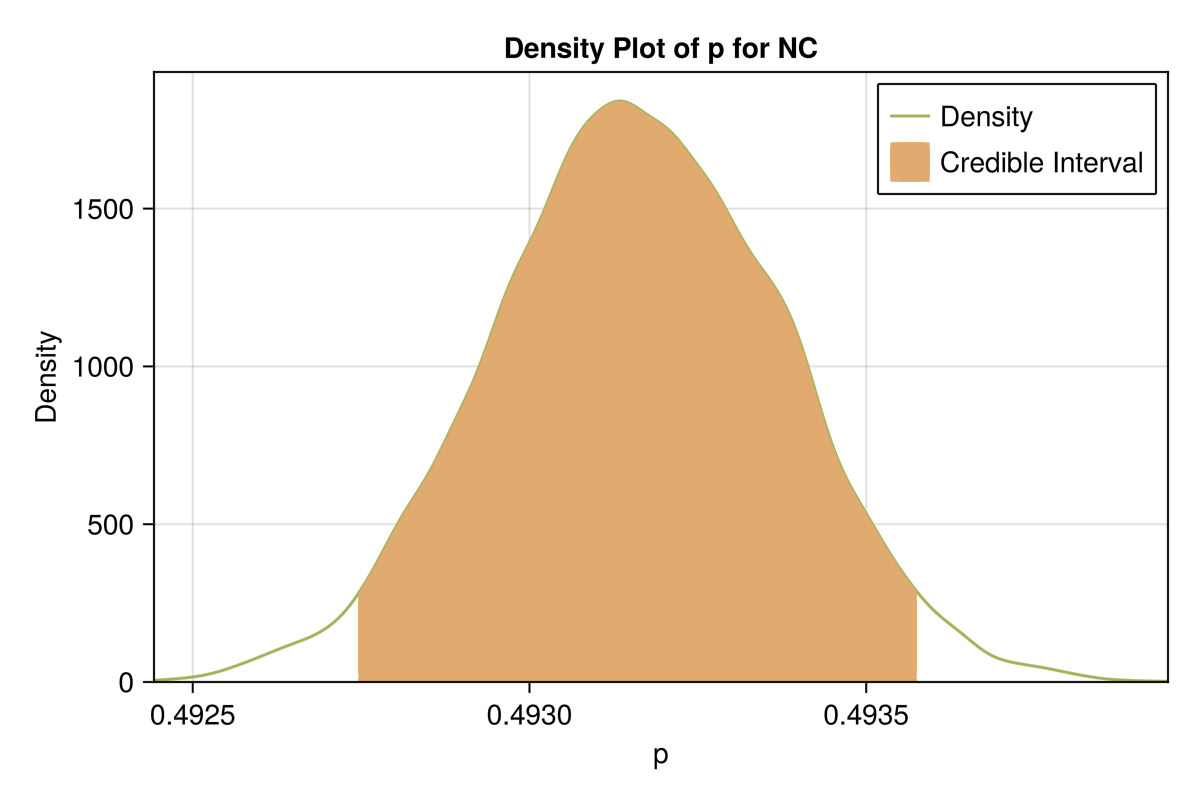 Density Plot of p for NC
Density
Credible Interval
Density
1500
1000
500
0
0.4925
0.4930
0.4935
p